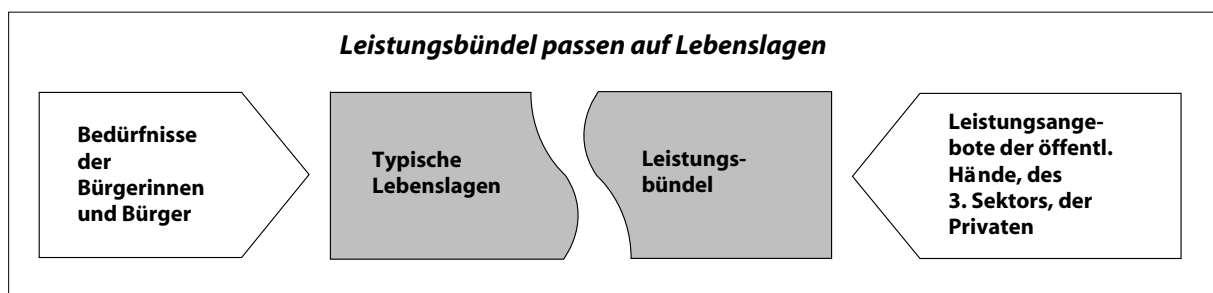 Leistungsbündel passen auf Lebenslagen
Bedürfnisse
der
Bürgerinnen
und Bürger
Typische
Lebenslagen
Leistungs-
bündel
Leistungsange-
bote der öffentl.
Hände, des
3. Sektors, der
Privaten